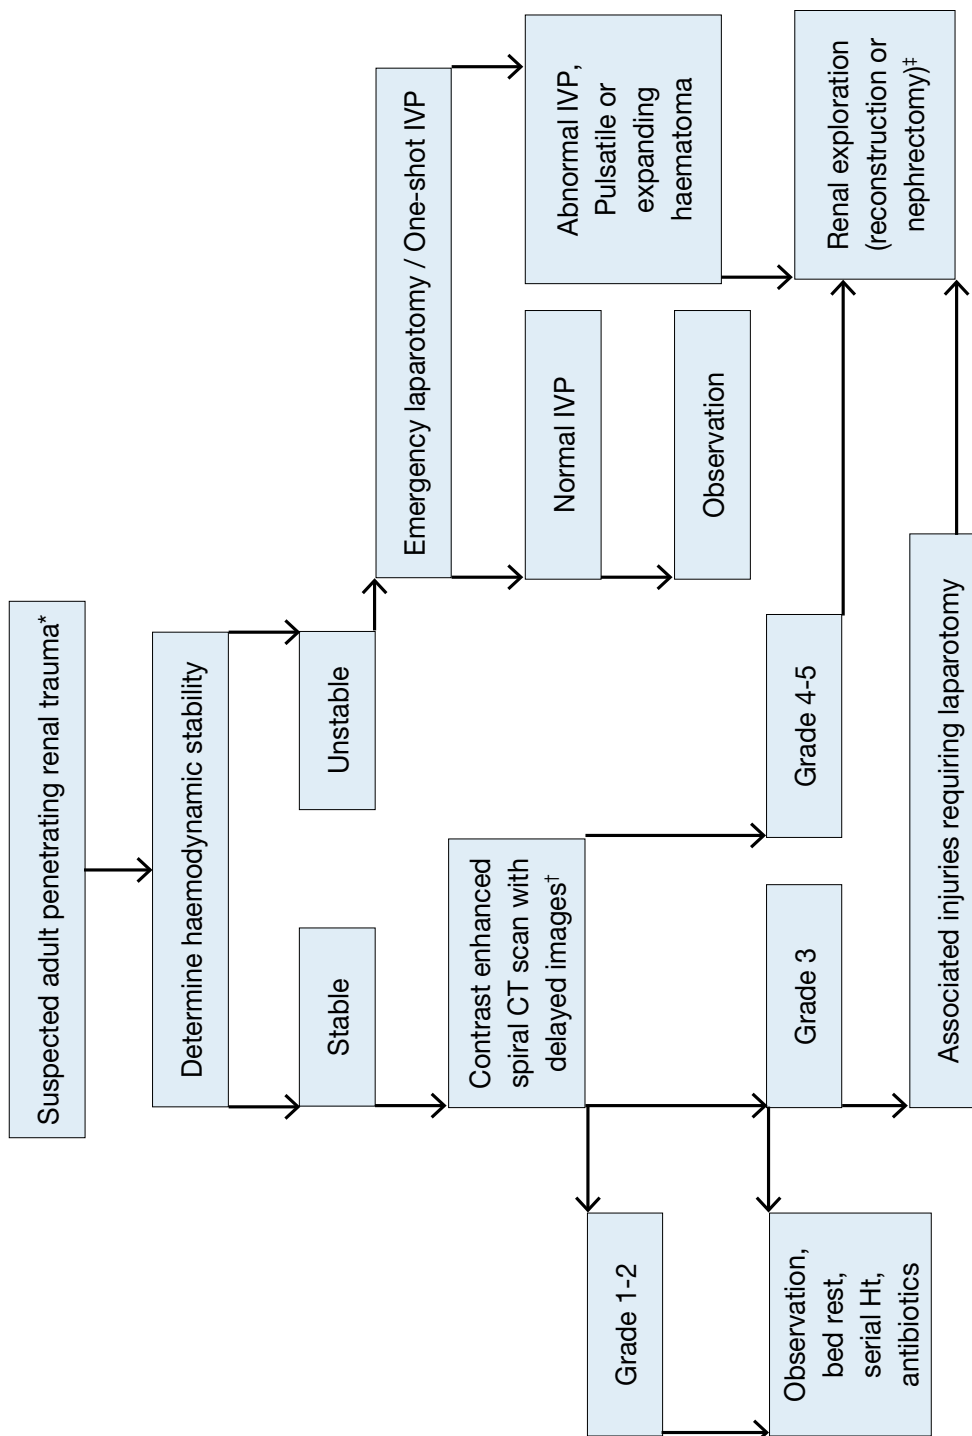 Suspected adult penetrating renal trauma*
Determine haemodynamic stability
Stable
Unstable
Contrast enhanced
spiral CT scan with
delayed images†
Emergency laparotomy / One-shot IVP
Grade 1-2
Normal IVP
Abnormal IVP,
Pulsatile or
expanding
haematoma
Observation
Observation,
bed rest,
serial Ht,
antibiotics
Grade 3
Grade 4-5
Renal exploration
(reconstruction or
nephrectomy)‡
Associated injuries requiring laparotomy